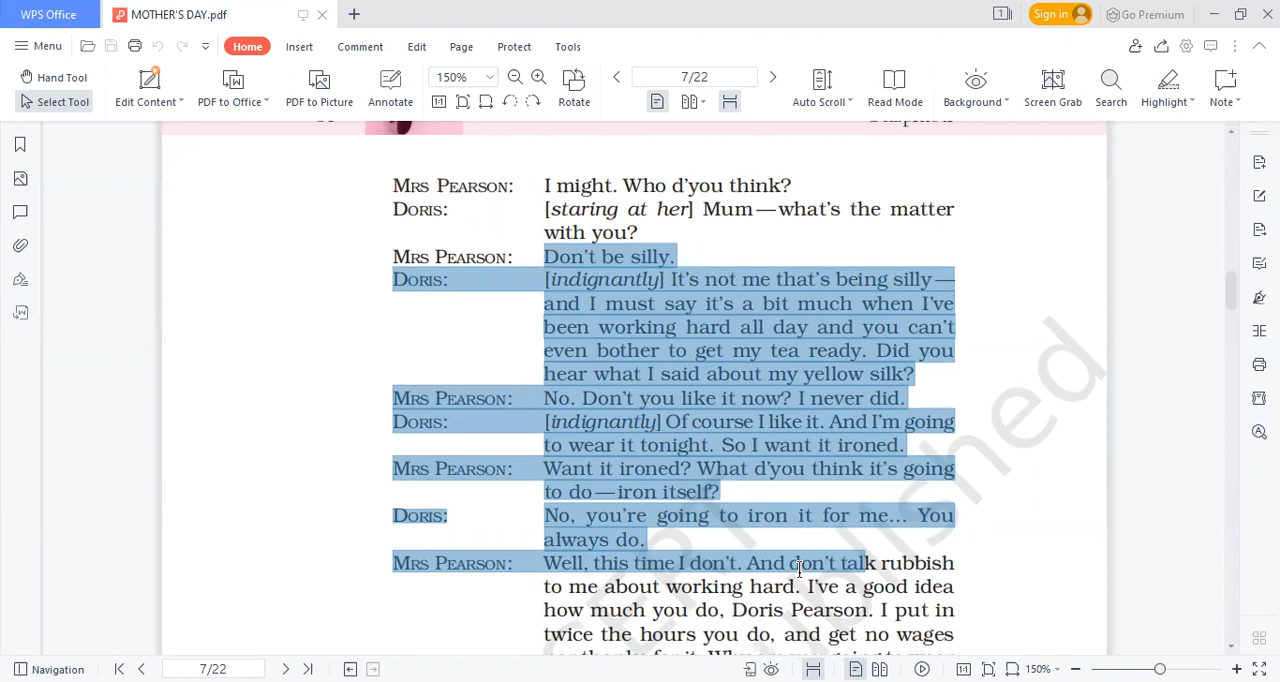 WPS Office
MOTHER'S DAY.pdf
1
Sign in
Go Premium
Menu
Home
Insert
Comment
Edit
Page
Protect
Tools
Hand Tool
Select Tool
Edit Content
PDF to Office
PDF to Picture
Annotate
150%
Rotate
7/22
Auto Scroll
Read Mode
Background
Screen Grab
Search
Highlight
Note
MRS PEARSON: I might. Who d'you think?
DORIS: [staring at her] Mum—what's the matter
with you?
MRS PEARSON: Don't be silly.
DORIS: [indignantly] It's not me that's being silly—
and I must say it's a bit much when I've
been working hard all day and you can't
even bother to get my tea ready. Did you
hear what I said about my yellow silk?
MRS PEARSON: No. Don't you like it now? I never did.
DORIS: [indignantly] Of course I like it. And I'm going
to wear it tonight. So I want it ironed.
MRS PEARSON: Want it ironed? What d'you think it's going
to do—iron itself?
DORIS: No, you're going to iron it for me... You
always do.
MRS PEARSON: Well, this time I don't. And don't talk rubbish
to me about working hard. I've a good idea
how much you do, Doris Pearson. I put in
twice the hours you do, and get no wages
Navigation
7/22
150%